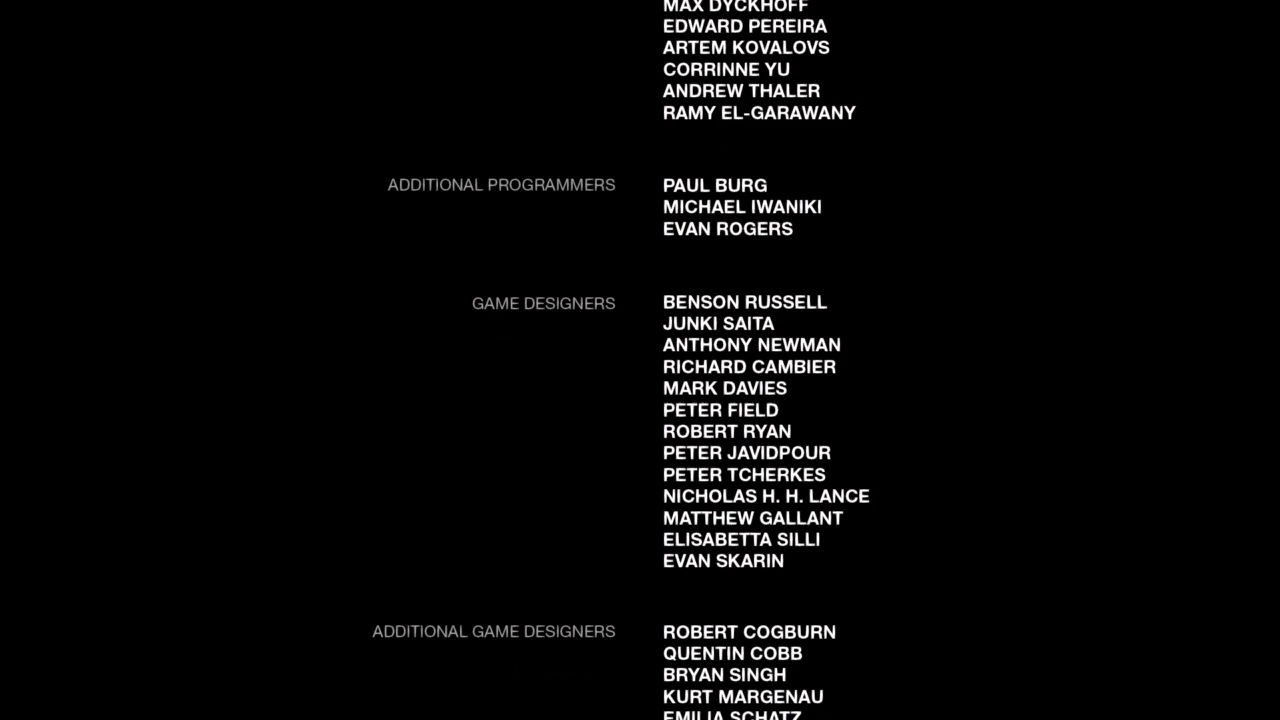 MAX DYCKHOFF
EDWARD PEREIRA
ARTEM KOVALOVS
CORRINNE YU
ANDREW THALER
RAMY EL-GARAWANY
ADDITIONAL PROGRAMMERS PAUL BURG
MICHAEL IWANIKI
EVAN ROGERS
GAME DESIGNERS BENSON RUSSELL
JUNKI SAITA
ANTHONY NEWMAN
RICHARD CAMBIER
MARK DAVIES
PETER FIELD
ROBERT RYAN
PETER JAVIDPOUR
PETER TCHERKES
NICHOLAS H. H. LANCE
MATTHEW GALLANT
ELISABETTA SILLI
EVAN SKARIN
ADDITIONAL GAME DESIGNERS ROBERT COGBURN
QUENTIN COBB
BRYAN SINGH
KURT MARGENAU
EMILIA SCHATZ